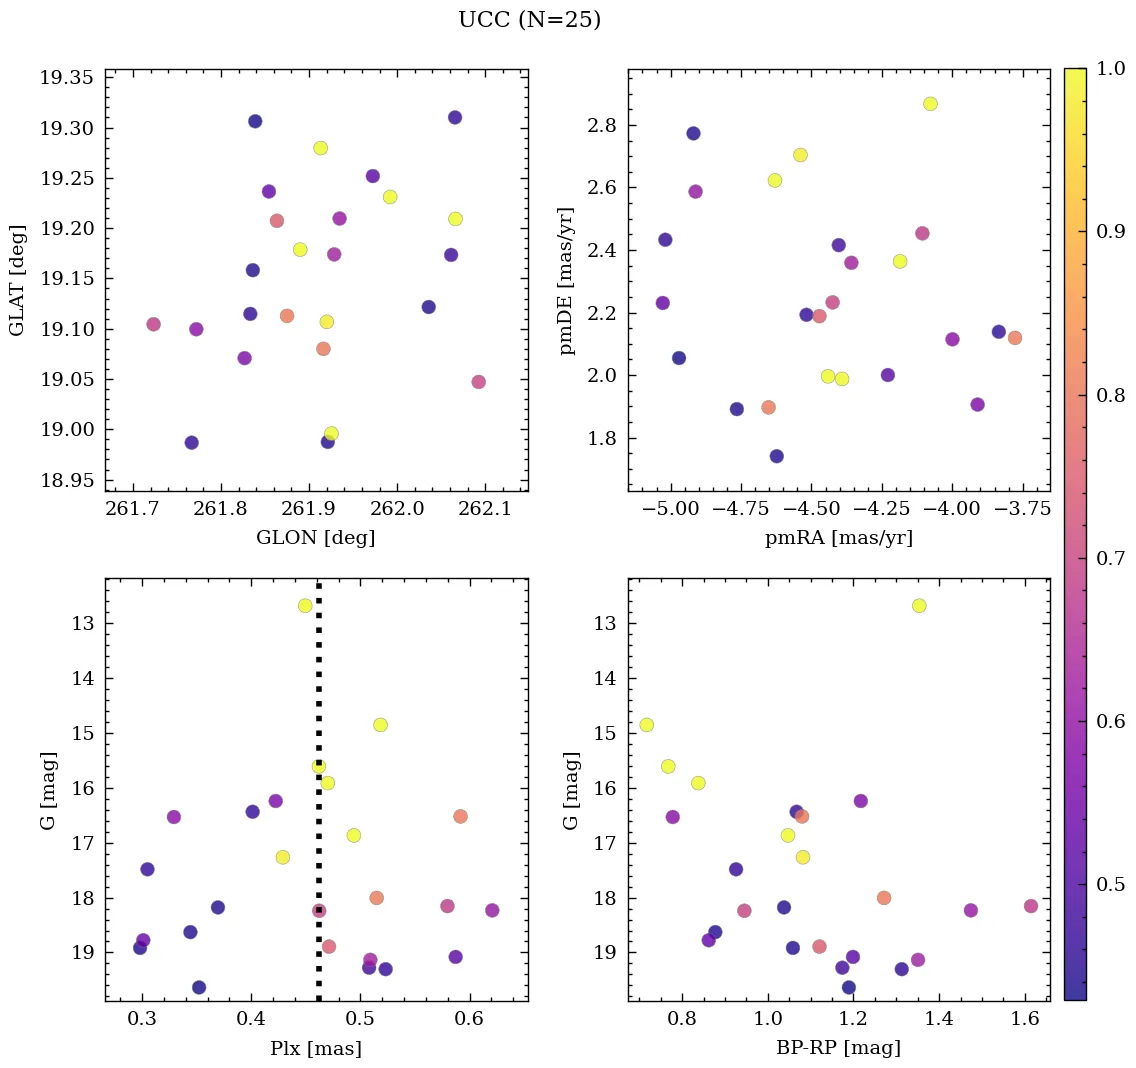 UCC (N=25)
19.35
19.30
19.25
19.20
19.15
19.10
19.05
19.00
18.95
GLAT [deg]
261.7 261.8 261.9 262.0 262.1
GLON [deg]
2.8
2.6
2.4
2.2
2.0
1.8
pmDE [mas/yr]
−5.00 −4.75 −4.50 −4.25 −4.00 −3.75
pmRA [mas/yr]
13
14
15
16
17
18
19
G [mag]
0.3 0.4 0.5 0.6
Plx [mas]
13
14
15
16
17
18
19
G [mag]
0.8 1.0 1.2 1.4 1.6
BP-RP [mag]
1.0
0.9
0.8
0.7
0.6
0.5